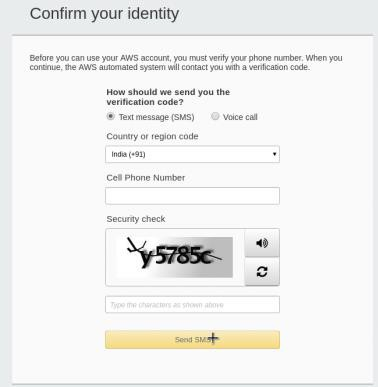 Confirm your identity
Before you can use your AWS account, you must verify your phone number. When you
continue, the AWS automated system will contact you with a verification code.
How should we send you the
verification code?
Text message (SMS) Voice call
Country or region code
India (+91)
Cell Phone Number
Security check
y5785c
Type the characters as shown above
Send SMS